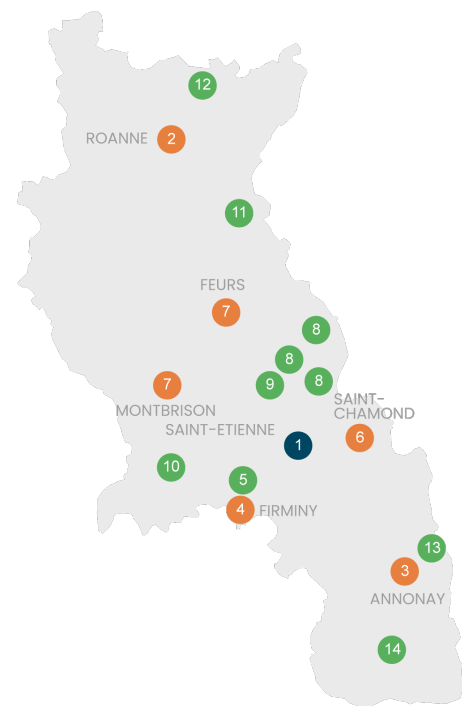 12
ROANNE 2
11
FEURS
7
8
8
9
8
7
MONTBRISON
SAINT-
CHAMOND
SAINT-ETIENNE
1
6
10
5
4 FIRMINY
13
3
ANNONAY
14